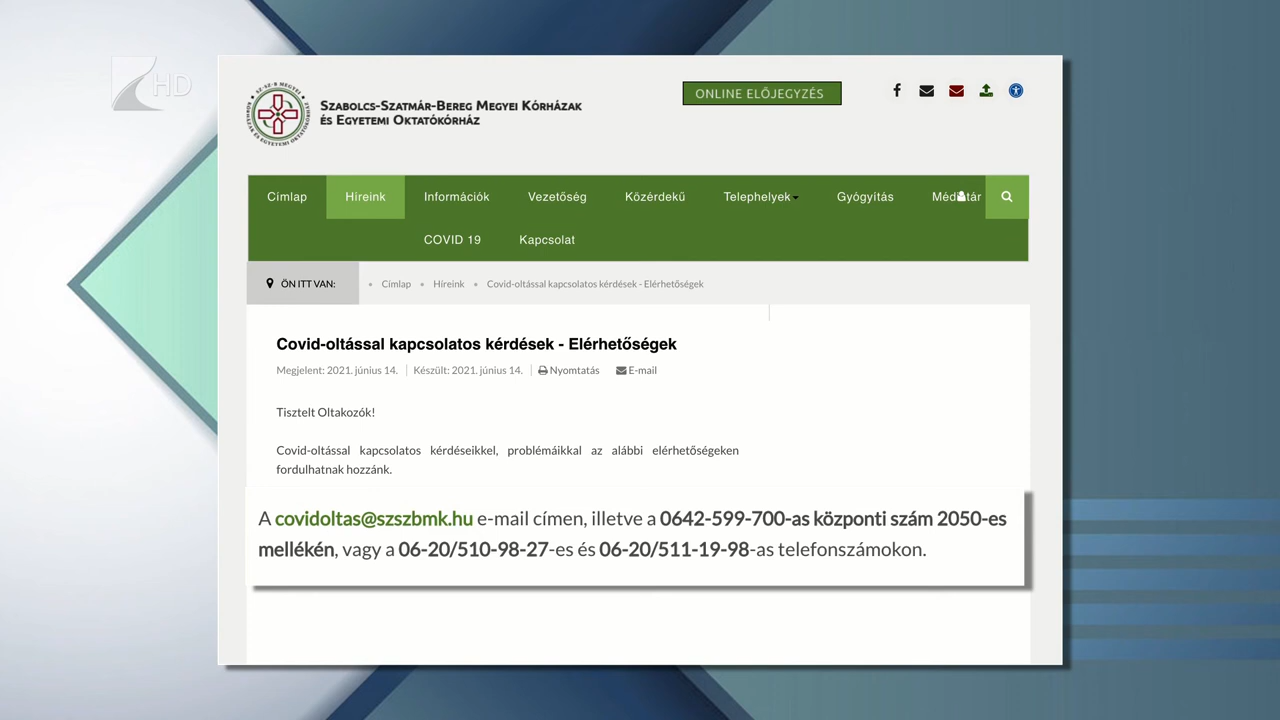 HD
SZABOLCS-SZATMÁR-BEREG MEGYEI KÓRHÁZAK
ÉS EGYETEMI OKTATÓKÓRHÁZ
ONLINE ELŐJEGYZÉS
Címlap Híreink Információk Vezetőség Közérdekű Telephelyek Gyógyítás Médiatár
COVID 19 Kapcsolat
ÖN ITT VAN: Címlap Híreink Covid-oltással kapcsolatos kérdések - Elérhetőségek
Covid-oltással kapcsolatos kérdések - Elérhetőségek
Megjelent: 2021. június 14. Készült: 2021. június 14. Nyomtatás E-mail
Tisztelt Oltakozók!
Covid-oltással kapcsolatos kérdéseikkel, problémáikkal az alábbi elérhetőségeken
fordulhatnak hozzánk.
A covidoltas@szszbmk.hu e-mail címen, illetve a 0642-599-700-as központi szám 2050-es
mellékén, vagy a 06-20/510-98-27-es és 06-20/511-19-98-as telefonszámokon.